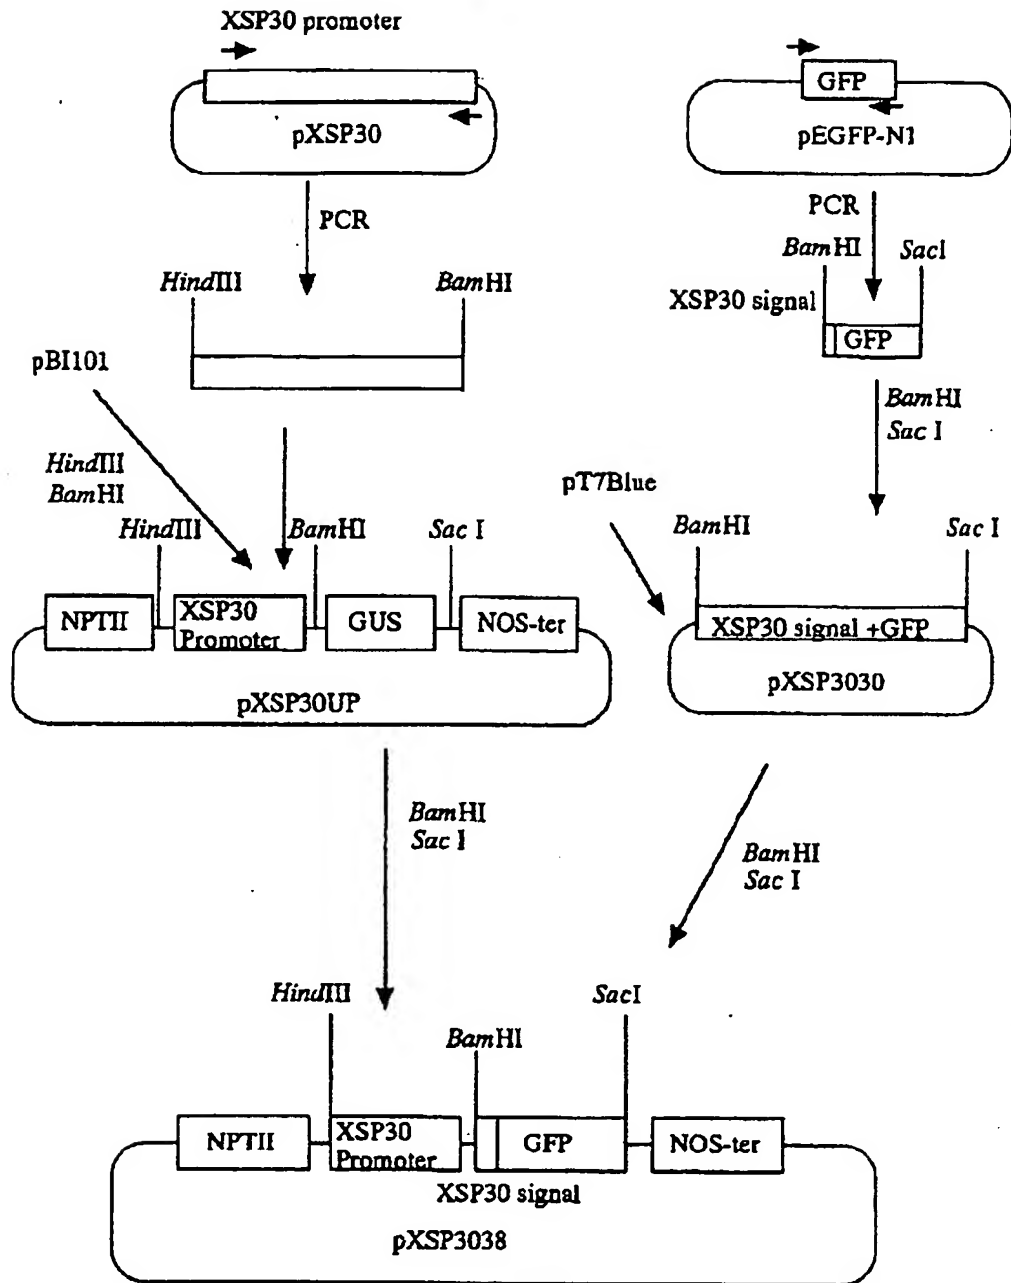 XSP30 promoter
GFP
pXSP30
pEGFP-N1
PCR
PCR
BamHI
SacI
HindIII
BamHI
XSP30 signal
GFP
pBI101
BamHI
Sac I
HindIII
BamHI
pT7Blue
HindIII
BamHI
Sac I
BamHI
Sac I
NPTII
XSP30
Promoter
GUS
NOS-ter
XSP30 signal +GFP
pXSP30UP
pXSP3030
BamHI
Sac I
BamHI
Sac I
HindIII
SacI
BamHI
NPTII
XSP30
Promoter
GFP
NOS-ter
XSP30 signal
pXSP3038